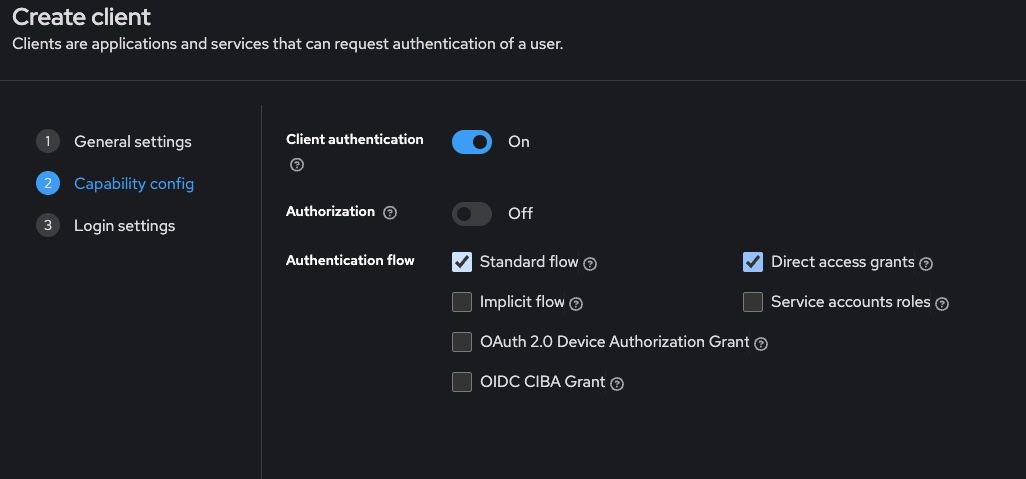 Create client
Clients are applications and services that can request authentication of a user.
1 General settings
2 Capability config
3 Login settings
Client authentication
?
On
Authorization ?
Off
Authentication flow
Standard flow ?
Direct access grants ?
Implicit flow ?
Service accounts roles ?
OAuth 2.0 Device Authorization Grant ?
OIDC CIBA Grant ?